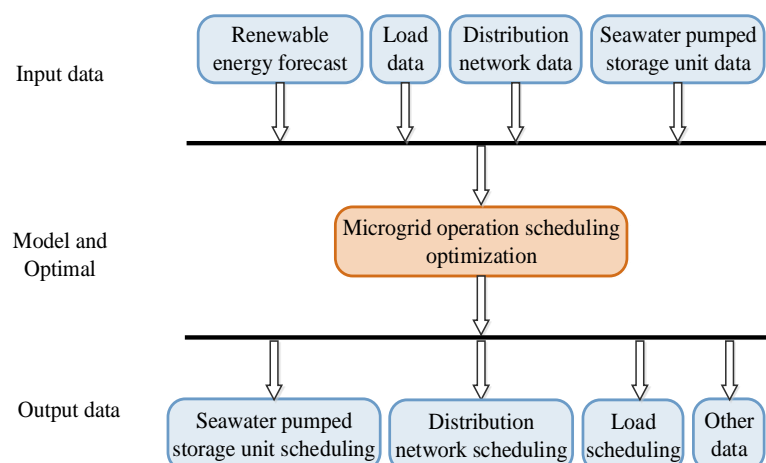 Renewable
energy forecast
Load
data
Distribution
network data
Seawater pumped
storage unit data
Input data
Microgrid operation scheduling
optimization
Model and
Optimal
Output data
Seawater pumped
storage unit scheduling
Distribution
network scheduling
Load
scheduling
Other
data